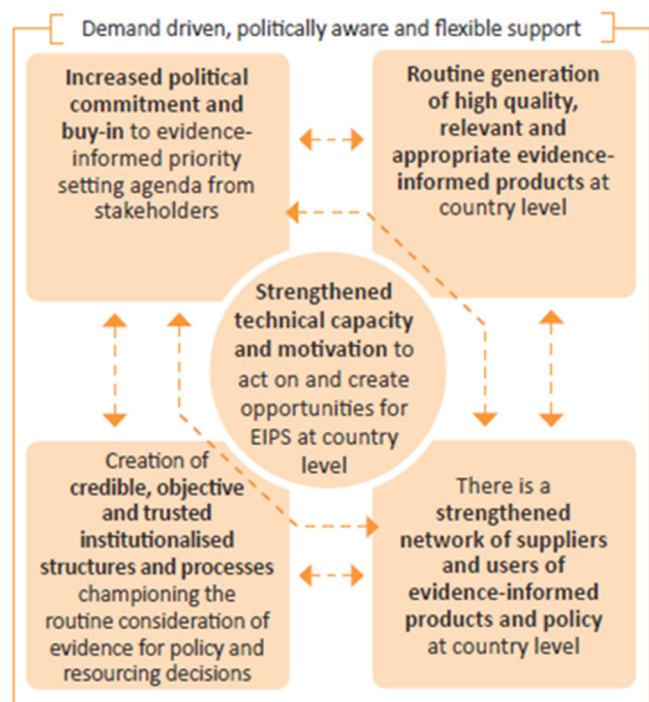 Demand driven, politically aware and flexible support
Increased political
commitment and
buy-in to evidence-
informed priority
setting agenda from
stakeholders
Routine generation
of high quality,
relevant and
appropriate evidence-
informed products at
country level
Strengthened
technical capacity
and motivation to
act on and create
opportunities for
EIPS at country
level
Creation of
credible, objective
and trusted
institutionalised
structures and processes
championing the
routine consideration of
evidence for policy and
resourcing decisions
There is a
strengthened
network of suppliers
and users of
evidence-informed
products and policy
at country level